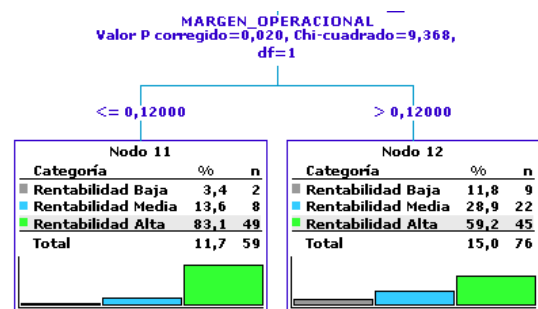 MARGEN_OPERACIONAL
Valor P corregido=0,020, Chi-cuadrado=9,368,
df=1
<= 0,12000
> 0,12000
Nodo 11
Categoría % n
Rentabilidad Baja 3,4 2
Rentabilidad Media 13,6 8
Rentabilidad Alta 83,1 49
Total 11,7 59
Nodo 12
Categoría % n
Rentabilidad Baja 11,8 9
Rentabilidad Media 28,9 22
Rentabilidad Alta 59,2 45
Total 15,0 76